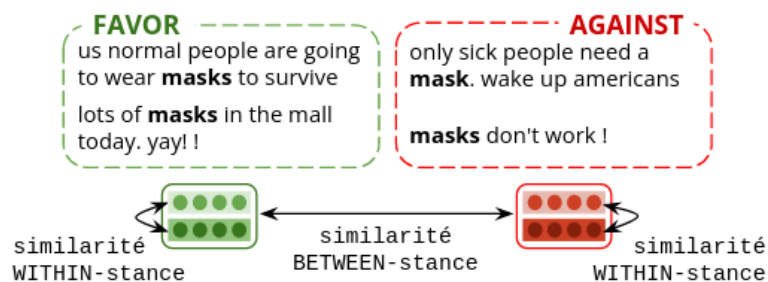 FAVOR
us normal people are going
to wear masks to survive
lots of masks in the mall
today. yay! !
AGAINST
only sick people need a
mask. wake up americans
masks don't work !
similarité
WITHIN-stance
similarité
BETWEEN-stance
similarité
WITHIN-stance